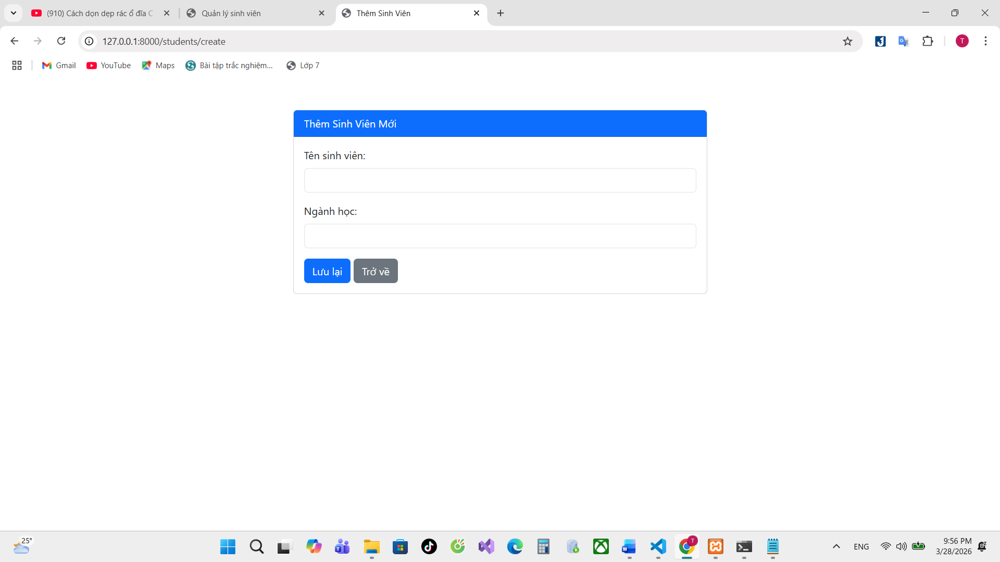 (910) Cách dọn dẹp rác ổ đĩa C
Quản lý sinh viên
Thêm Sinh Viên
127.0.0.1:8000/students/create
T
Gmail
YouTube
Maps
Bài tập trắc nghiệm...
Lớp 7
Thêm Sinh Viên Mới
Tên sinh viên:
Ngành học:
Lưu lại
Trở về
25°
ENG
9:56 PM
3/28/2026